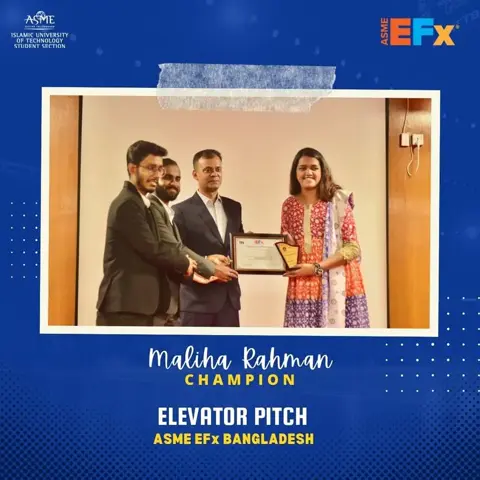 ASME
ISLAMIC UNIVERSITY
OF TECHNOLOGY
STUDENT SECTION
ASME EFx
Maliha Rahman
CHAMPION
ELEVATOR PITCH
ASME EFx BANGLADESH